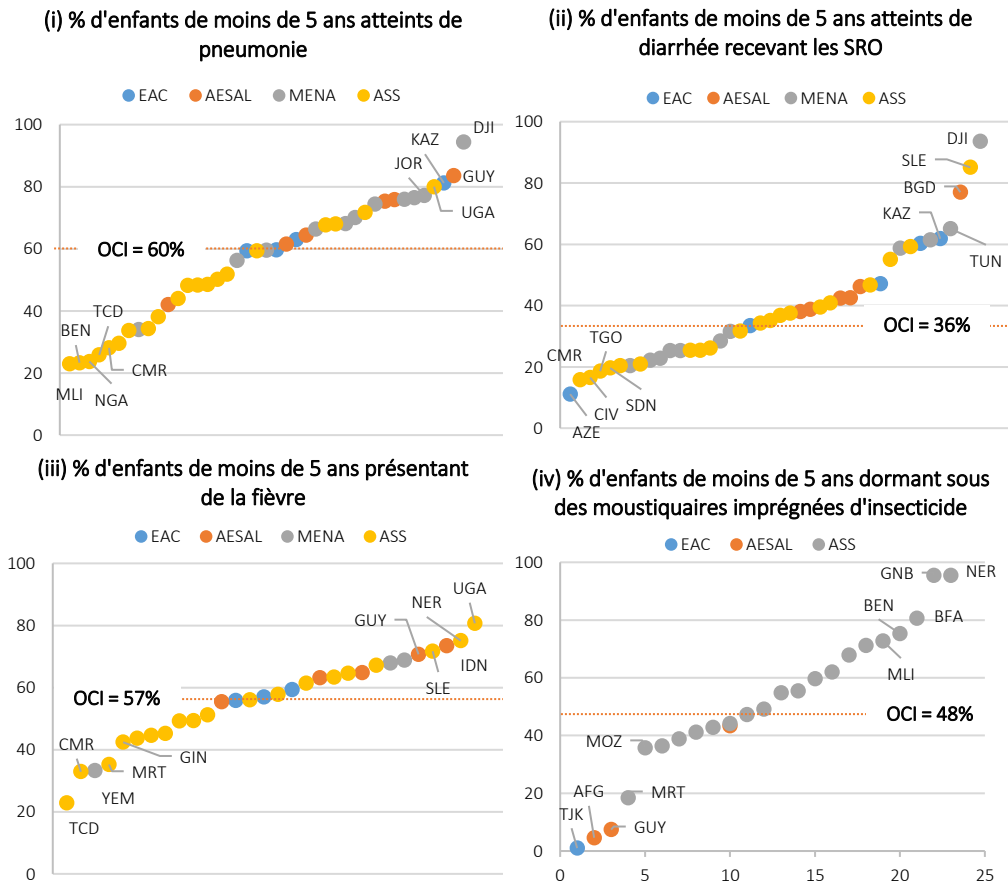 (i) % d'enfants de moins de 5 ans atteints de
pneumonie
EAC AESAL MENA ASS
100
80
60
40
20
0
OCI = 60%
DJI
KAZ
JOR
GUY
UGA
TCD
BEN
CMR
MLI
NGA
(ii) % d'enfants de moins de 5 ans atteints de
diarrhée recevant les SRO
EAC AESAL MENA ASS
100
80
60
40
20
0
DJI
SLE
BGD
KAZ
TUN
OCI = 36%
TGO
CMR
SDN
CIV
AZE
(iii) % d'enfants de moins de 5 ans présentant
de la fièvre
EAC AESAL MENA ASS
100
80
60
40
20
0
UGA
NER
GUY
IDN
SLE
OCI = 57%
CMR
GIN
MRT
YEM
TCD
(iv) % d'enfants de moins de 5 ans dormant sous
des moustiquaires imprégnées d'insecticide
EAC AESAL ASS
100
80
60
40
20
0
GNB
NER
BEN
BFA
MLI
OCI = 48%
MOZ
AFG
MRT
TJK
GUY
0 5 10 15 20 25